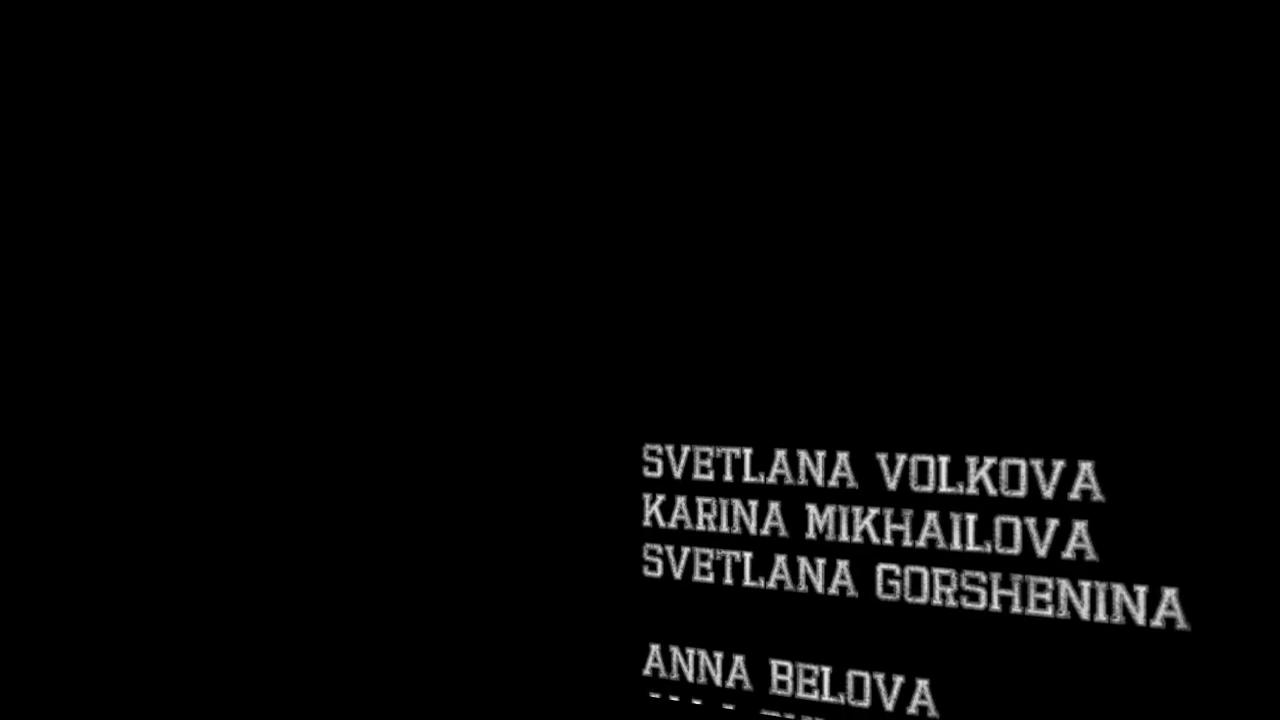 SVETLANA VOLKOVA
KARINA MIKHAILOVA
SVETLANA GORSHENINA
ANNA BELOVA